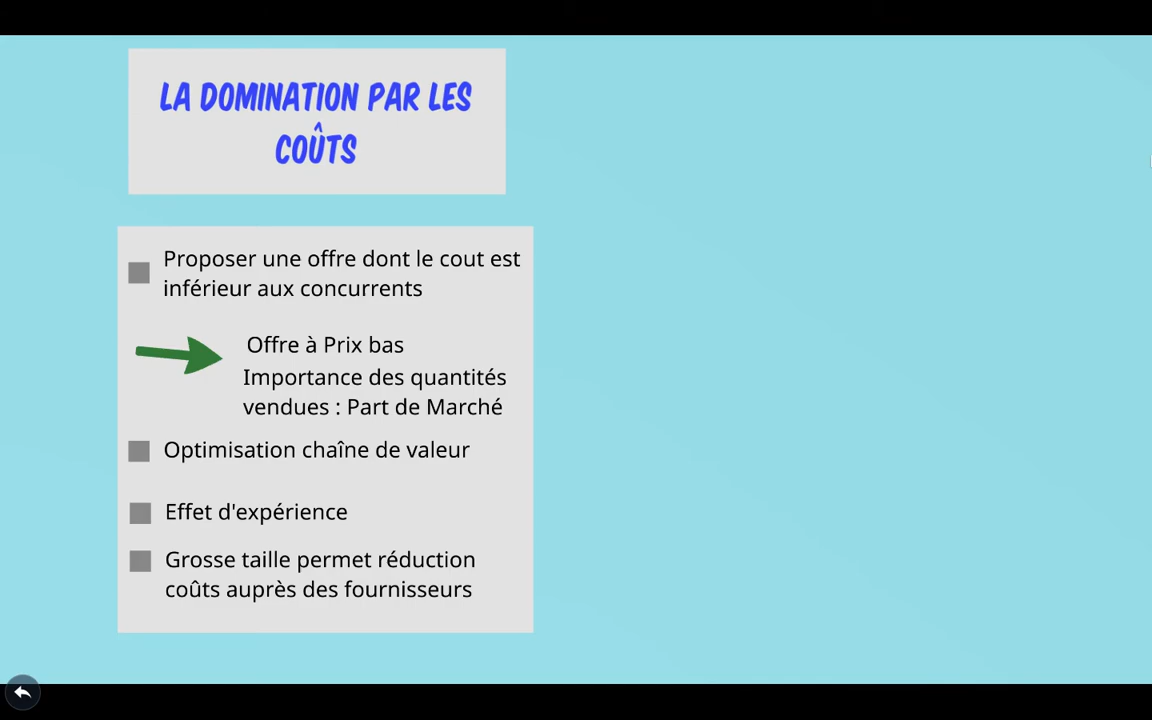 LA DOMINATION PAR LES
COÛTS
Proposer une offre dont le cout est
inférieur aux concurrents
Offre à Prix bas
Importance des quantités
vendues : Part de Marché
Optimisation chaîne de valeur
Effet d'expérience
Grosse taille permet réduction
coûts auprès des fournisseurs